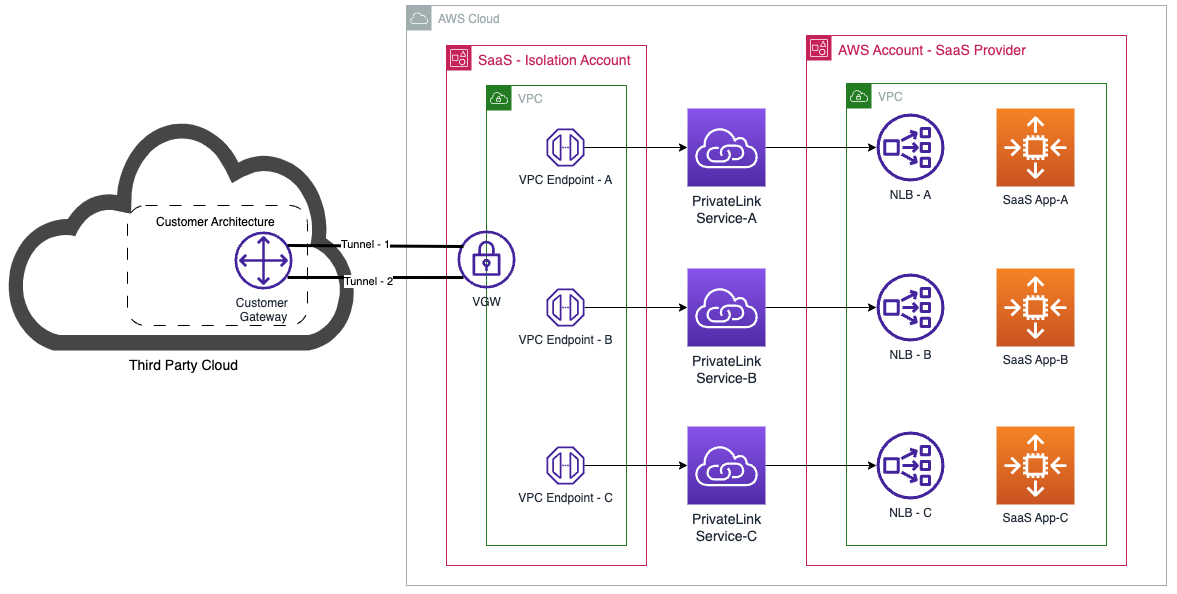 AWS Cloud
SaaS - Isolation Account
AWS Account - SaaS Provider
VPC
VPC
VPC Endpoint - A
PrivateLink
Service-A
NLB - A
SaaS App-A
Customer Architecture
Tunnel - 1
Tunnel - 2
Customer
Gateway
VGW
Third Party Cloud
VPC Endpoint - B
PrivateLink
Service-B
NLB - B
SaaS App-B
VPC Endpoint - C
PrivateLink
Service-C
NLB - C
SaaS App-C